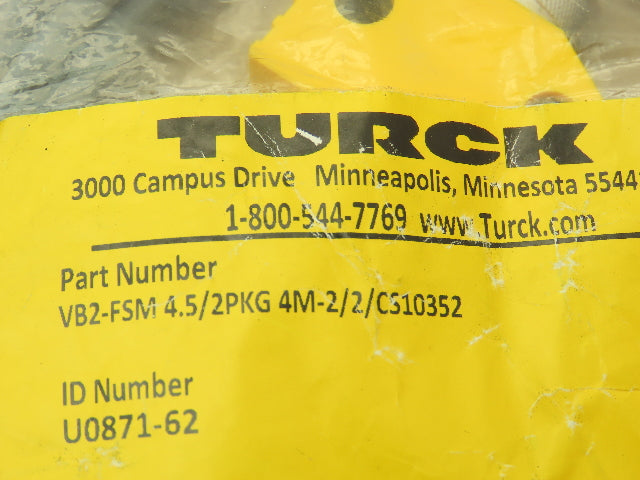 TURCK
3000 Campus Drive Minneapolis, Minnesota
1-800-544-7769 www.Turck.com
Part Number
VB2-FSM 4.5/2PKG 4M-2/2/CS10352
ID Number
U0871-62